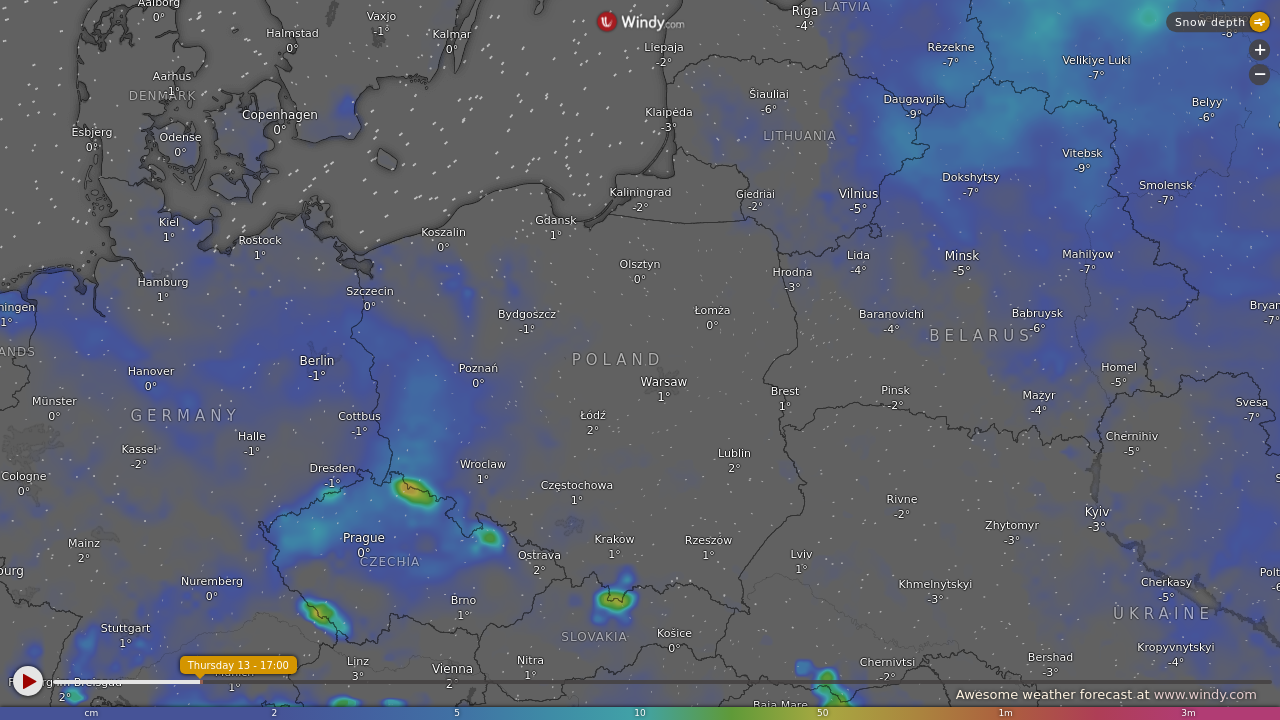 Aalborg
0°
Vaxjo
-1°
Halmstad
0°
Kalmar
0°
Windy.com
Riga
-4°
LATVIA
Snow depth
-8°
Llepaja
-2°
Rēzekne
-7°
Velikiye Luki
-7°
Aarhus
1°
DENMARK
Šiauliai
-6°
Daugavpils
-9°
Belyy
-6°
Copenhagen
0°
Klaipėda
-3°
Esbjerg
0°
Odense
0°
LITHUANIA
Vitebsk
-9°
Dokshytsy
-7°
Smolensk
-7°
Kaliningrad
-2°
Giedriai
-2°
Vilnius
-5°
Kiel
1°
Gdansk
1°
Koszalin
0°
Rostock
1°
Lida
-4°
Minsk
-5°
Mahilyow
-7°
Olsztyn
0°
Hrodna
-3°
Hamburg
1°
Szczecin
0°
ningen
1°
Bydgoszcz
-1°
Łomża
0°
Baranovichi
-4°
Babruysk
-6°
Bryan
-7°
BELARUS
ANDS
Berlin
-1°
POLAND
Hanover
0°
Poznań
0°
Warsaw
1°
Brest
1°
Pinsk
-2°
Homel
-5°
Münster
0°
Mazyr
-4°
Svesa
-7°
GERMANY
Cottbus
-1°
Łódź
2°
Halle
-1°
Chernihiv
-5°
Kassel
-2°
Lublin
2°
Dresden
-1°
Wroclaw
1°
Cologne
0°
Częstochowa
1°
Rivne
-2°
Kyiv
-3°
Zhytomyr
-3°
Prague
0°
Mainz
2°
Krakow
1°
Rzeszów
1°
CZECHIA
Ostrava
2°
Lviv
1°
burg
Nuremberg
0°
Khmelnytskyi
-3°
Cherkasy
-5°
Polt
-6
Brno
1°
UKRAINE
Stuttgart
1°
SLOVAKIA
Košice
0°
Kropyvnytskyi
-4°
Thursday 13 - 17:00
Linz
3°
Vienna
2
Nitra
1°
Chernivtsi
-2°
Bershad
-3°
Munich
1°
2°
Awesome weather forecast at www.windy.com
Baia Mare
cm 2 5 10 50 1m 3m